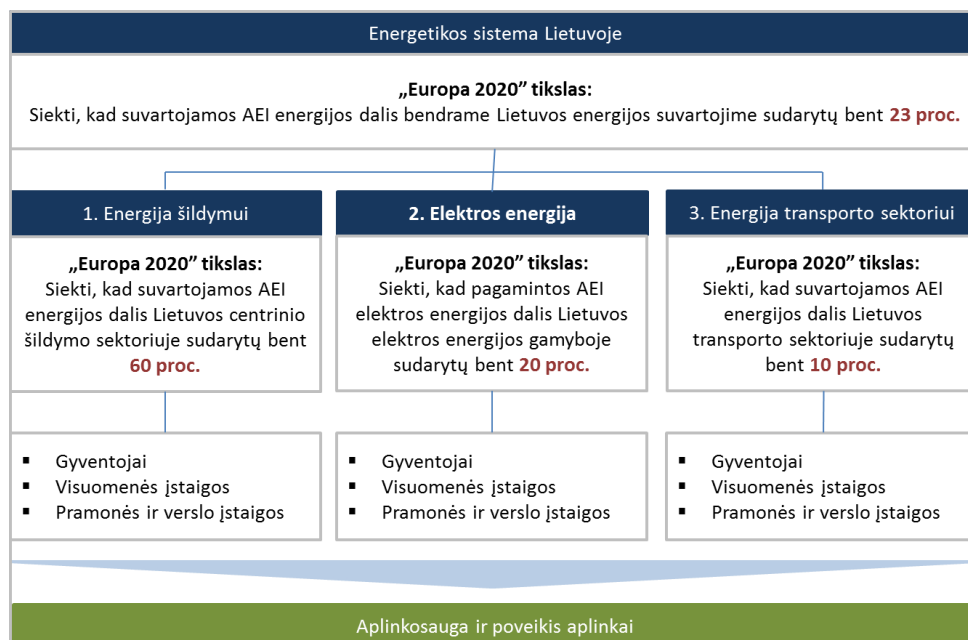 Energetikos sistema Lietuvoje
„Europa 2020” tikslas:
Siekti, kad suvartojamos AEI energijos dalis bendrame Lietuvos energijos suvartojime sudarytų bent 23 proc.
1. Energija šildymui
„Europa 2020” tikslas:
Siekti, kad suvartojamos AEI
energijos dalis Lietuvos centrinio
šildymo sektoriuje sudarytų bent
60 proc.
2. Elektros energija
„Europa 2020” tikslas:
Siekti, kad pagamintos AEI
elektros energijos dalis Lietuvos
elektros energijos gamyboje
sudarytų bent 20 proc.
3. Energija transporto sektoriui
„Europa 2020” tikslas:
Siekti, kad suvartojamos AEI
energijos dalis Lietuvos
transporto sektoriuje sudarytų
bent 10 proc.
▪ Gyventojai
▪ Visuomenės įstaigos
▪ Pramonės ir verslo įstaigos
▪ Gyventojai
▪ Visuomenės įstaigos
▪ Pramonės ir verslo įstaigos
▪ Gyventojai
▪ Visuomenės įstaigos
▪ Pramonės ir verslo įstaigos
Aplinkosauga ir poveikis aplinkai